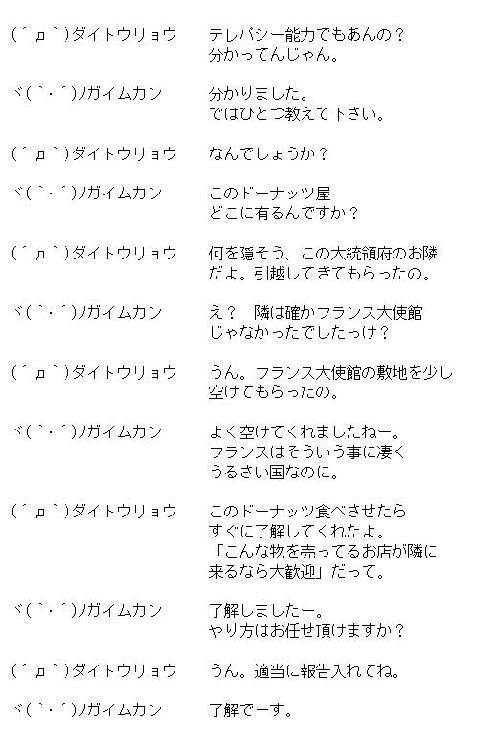 (´д｀)ダイトウリョウ　　テレパシー能力でもあんの？
分かってんじゃん。
ヾ(｀・´)ﾉガイムカン　　分かりました。
ではひとつ教えて下さい。
(´д｀)ダイトウリョウ　　なんでしょうか？
ヾ(｀・´)ﾉガイムカン　　このドーナッツ屋
どこに有るんですか？
(´д｀)ダイトウリョウ　　何を隠そう、この大統領府のお隣
だよ。引越してきてもらったの。
ヾ(｀・´)ﾉガイムカン　　え？　隣は確かフランス大使館
じゃなかったでしたっけ？
(´д｀)ダイトウリョウ　　うん。フランス大使館の敷地を少し
空けてもらったの。
ヾ(｀・´)ﾉガイムカン　　よく空けてくれましたねー。
フランスはそういう事に凄く
うるさい国なのに。
(´д｀)ダイトウリョウ　　このドーナッツ食べさせたら
すぐに了解してくれたよ。
「こんな物を売ってるお店が隣に
来るなら大歓迎」だって。
ヾ(｀・´)ﾉガイムカン　　了解しましたー。
やり方はお任せ頂けますか？
(´д｀)ダイトウリョウ　　うん。適当に報告入れてね。
ヾ(｀・´)ﾉガイムカン　　了解でーす。